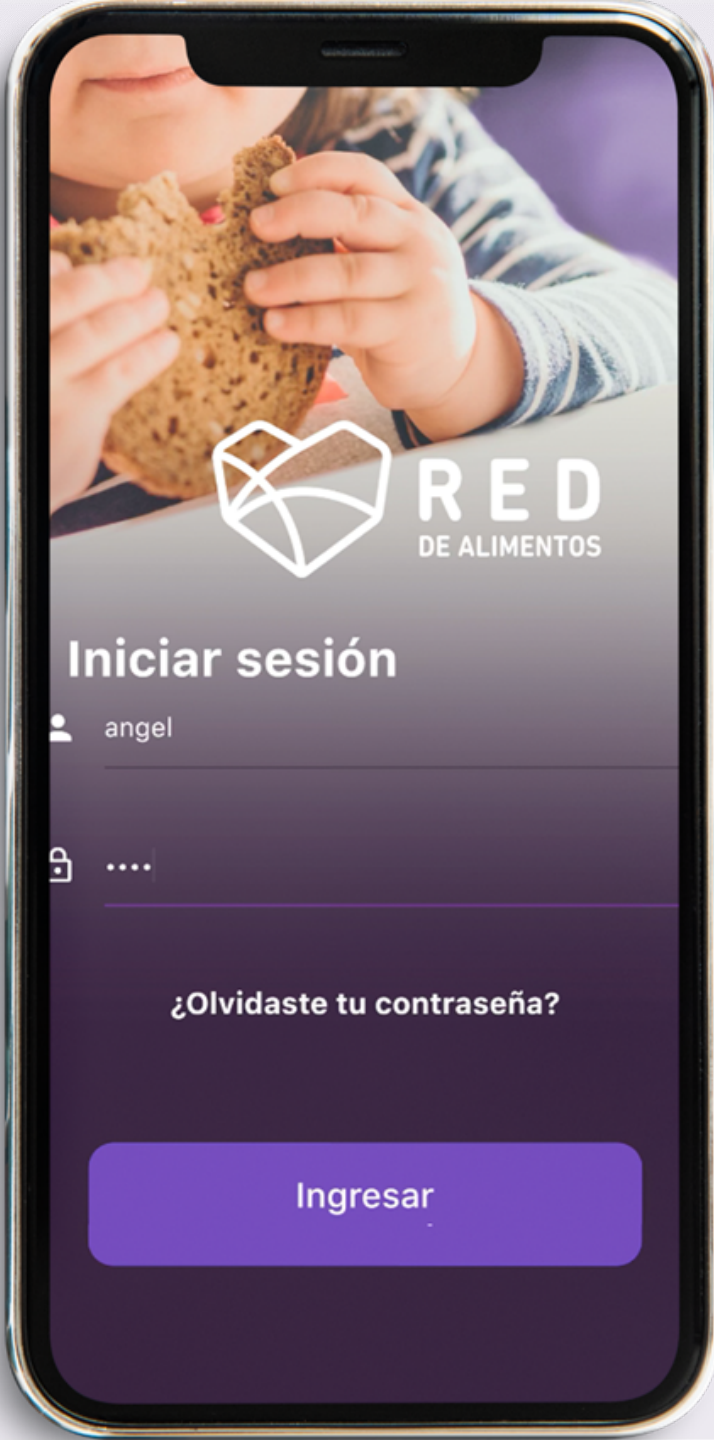 RED
DE ALIMENTOS
Iniciar sesión
angel
••••
¿Olvidaste tu contraseña?
Ingresar